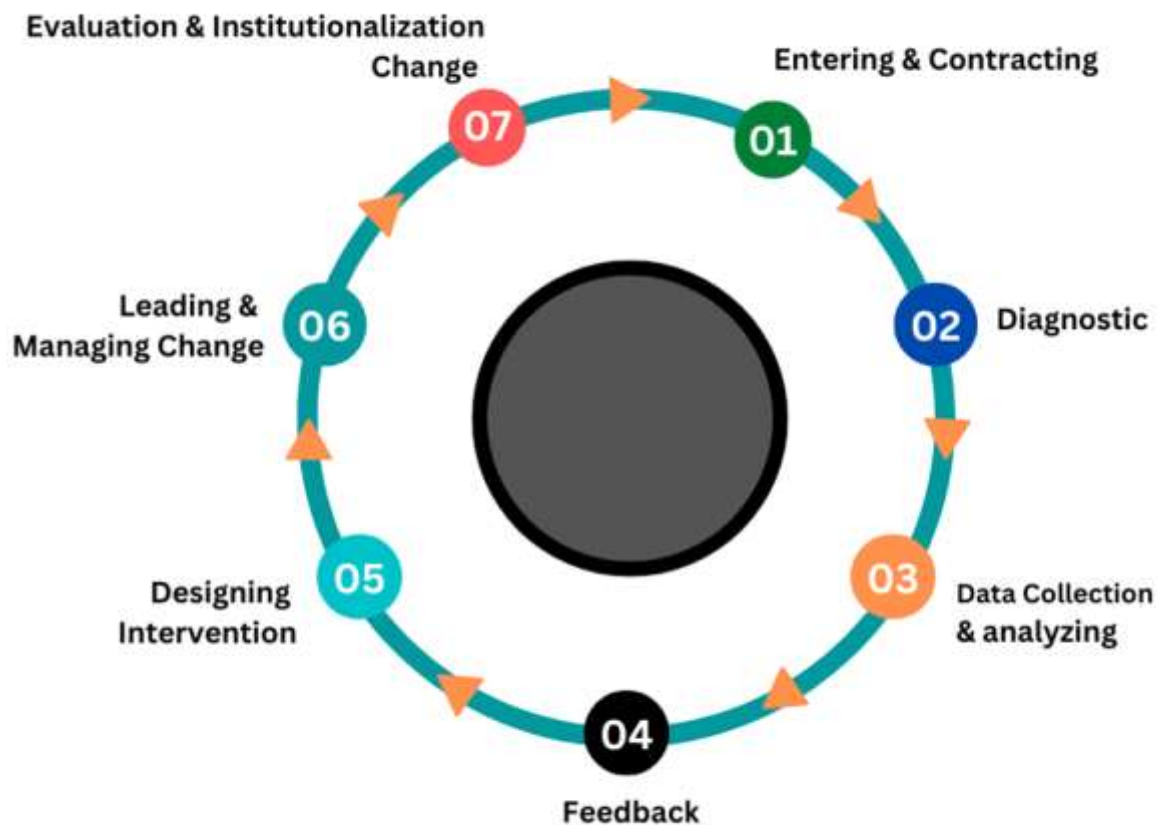 Evaluation & Institutionalization
Change
07
Entering & Contracting
01
02
Diagnostic
03
Data Collection
& analyzing
04
Feedback
05
Designing
Intervention
06
Leading &
Managing Change